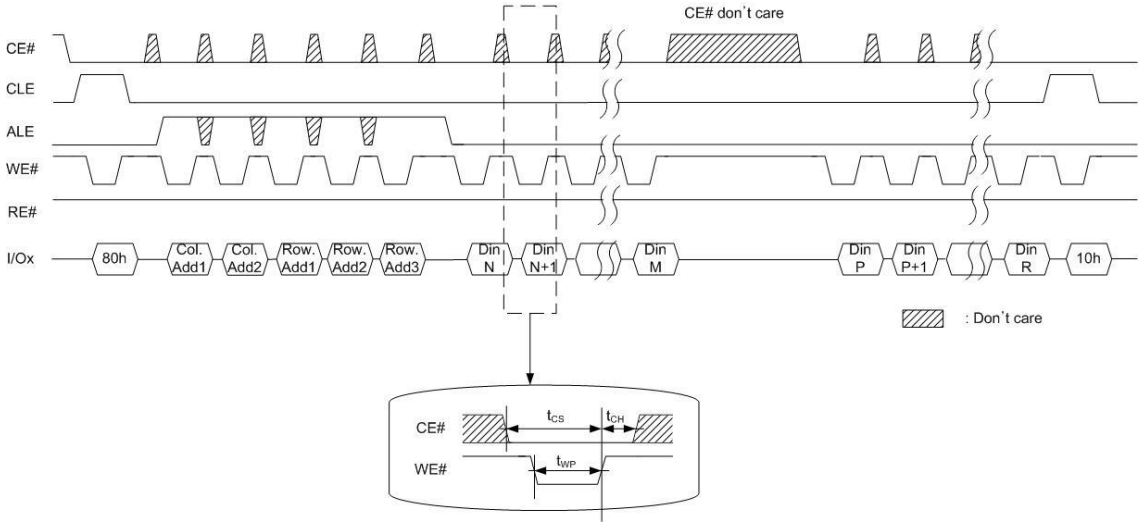 CE# don't care
CE#
CLE
ALE
WE#
RE#
I/Ox
80h
Col.
Add1
Col.
Add2
Row.
Add1
Row.
Add2
Row.
Add3
Din
N
Din
N+1
Din
M
Din
P
Din
P+1
Din
R
10h
: Don't care
CE#
tCS
tCH
WE#
tWP